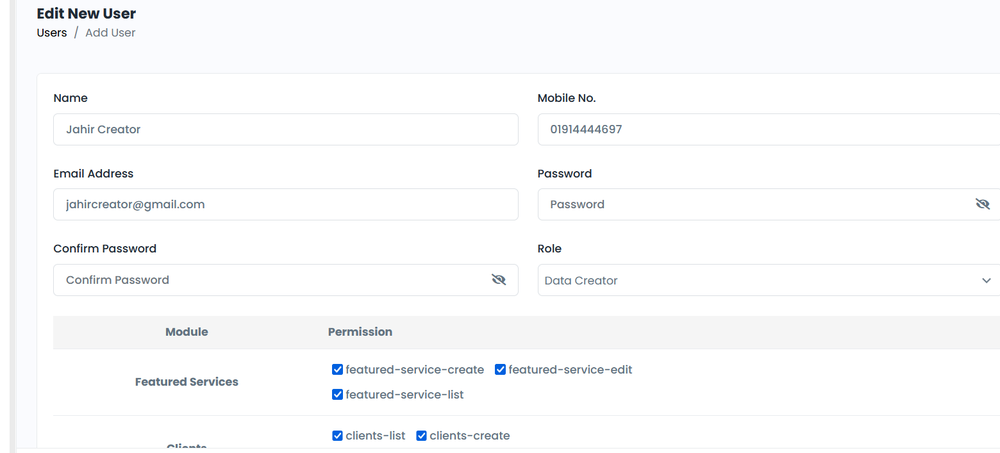 Edit New User
Users / Add User
Name
Mobile No.
Jahir Creator
01914444697
Email Address
Password
jahircreator@gmail.com
Password
Confirm Password
Role
Confirm Password
Data Creator
Module Permission
featured-service-create featured-service-edit
Featured Services
featured-service-list
clients-list clients-create
Clients